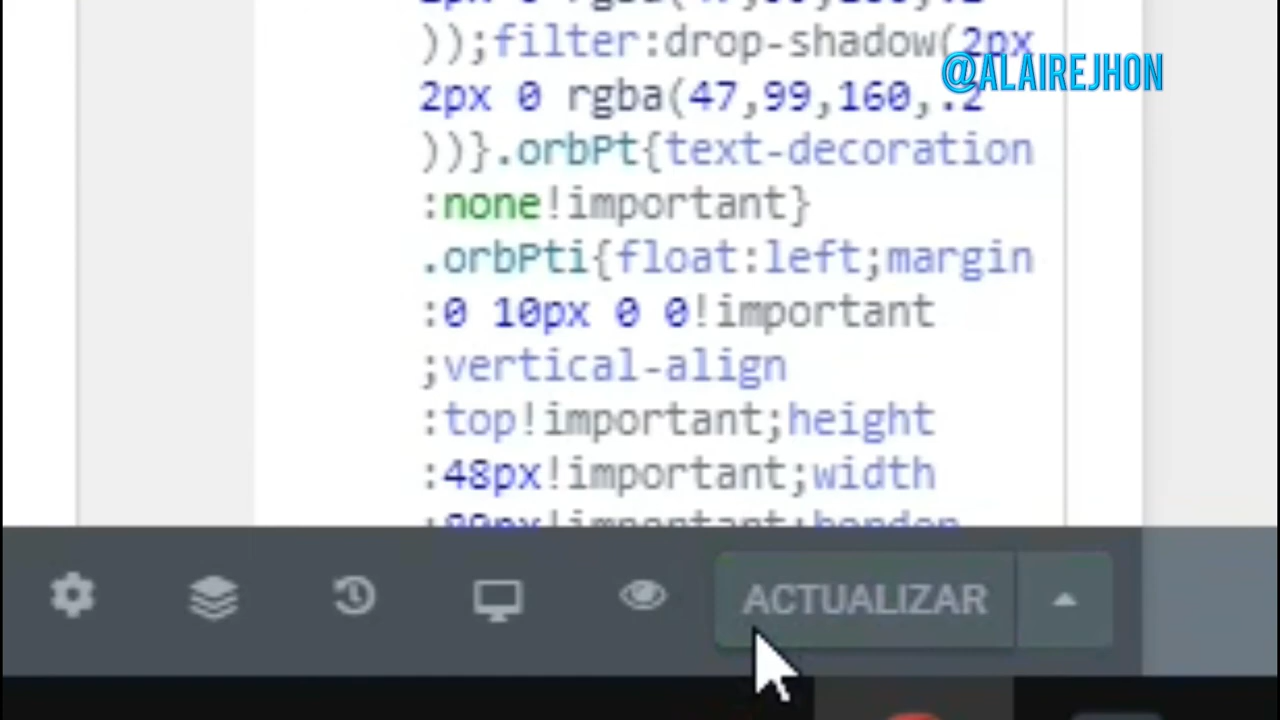 ));filter:drop-shadow(2px
@ALAIREJHON
2px 0 rgba(47,99,160,.2
))}.orbPt{text-decoration
:none!important}
.orbPti{float:left;margin
:0 10px 0 0!important
;vertical-align
:top!important;height
:48px!important;width
ACTUALIZAR